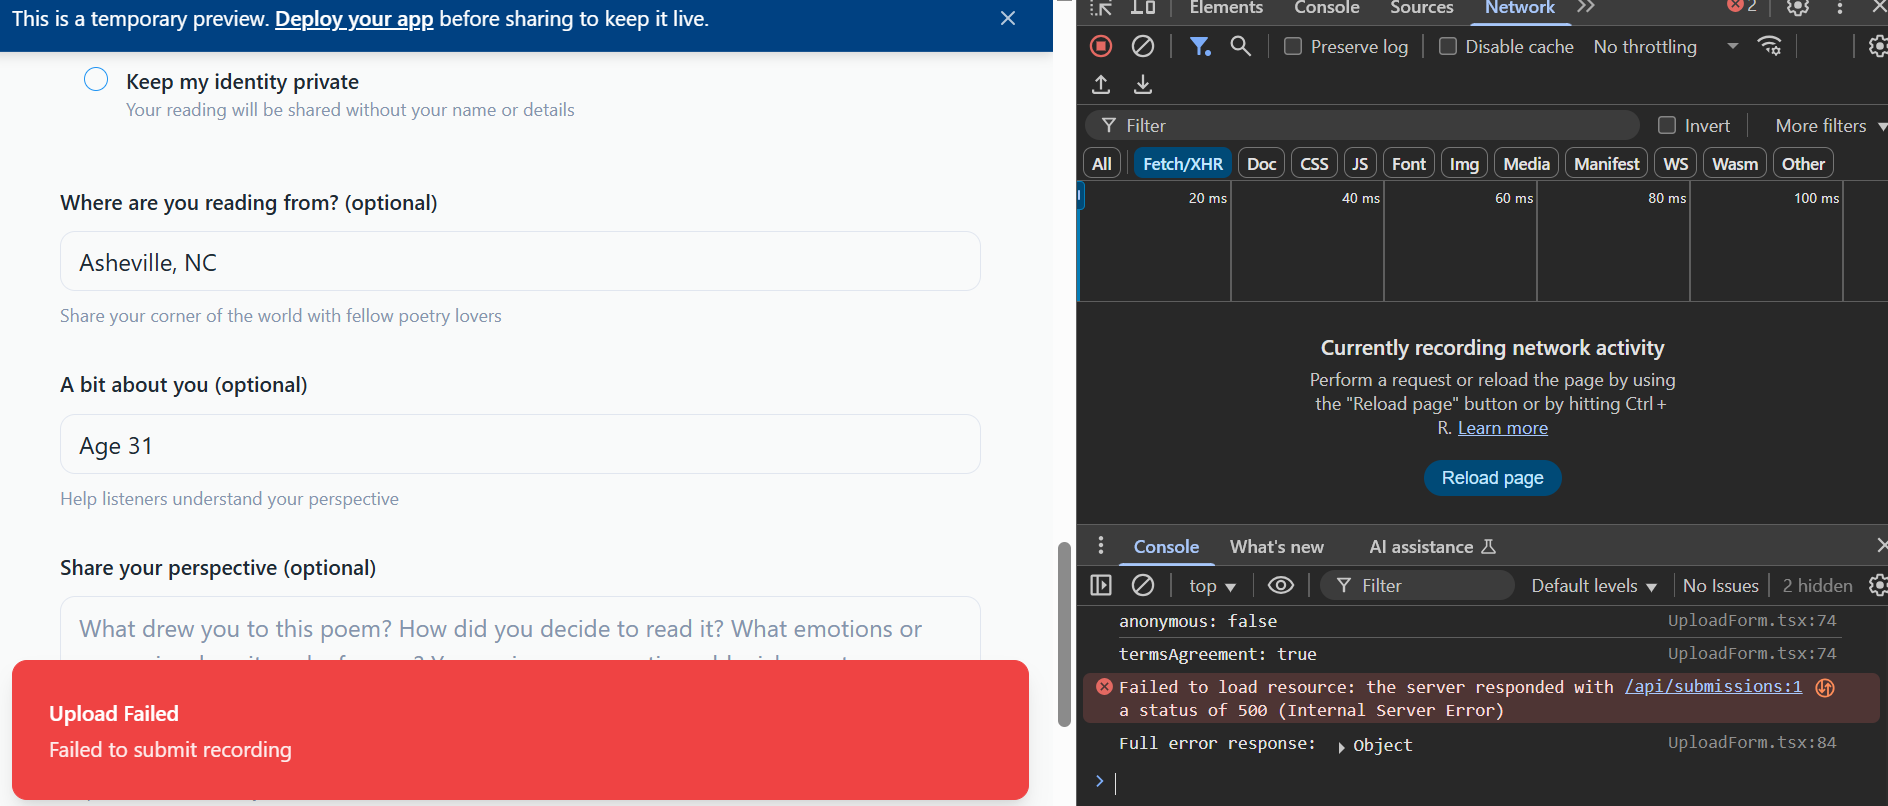 This is a temporary preview. Deploy your app before sharing to keep it live.
Keep my identity private
Your reading will be shared without your name or details
Where are you reading from? (optional)
Asheville, NC
Share your corner of the world with fellow poetry lovers
A bit about you (optional)
Age 31
Help listeners understand your perspective
Share your perspective (optional)
What drew you to this poem? How did you decide to read it? What emotions or
Upload Failed
Failed to submit recording
Elements Console Sources Network 2
Preserve log Disable cache No throttling
Filter Invert More filters
All Fetch/XHR Doc CSS JS Font Img Media Manifest WS Wasm Other
20 ms 40 ms 60 ms 80 ms 100 ms
Currently recording network activity
Perform a request or reload the page by using
the "Reload page" button or by hitting Ctrl +
R. Learn more
Reload page
Console What's new AI assistance
top Filter Default levels No Issues 2 hidden
anonymous: false UploadForm.tsx:74
termsAgreement: true UploadForm.tsx:74
Failed to load resource: the server responded with /api/submissions:1
a status of 500 (Internal Server Error)
Full error response: Object UploadForm.tsx:84